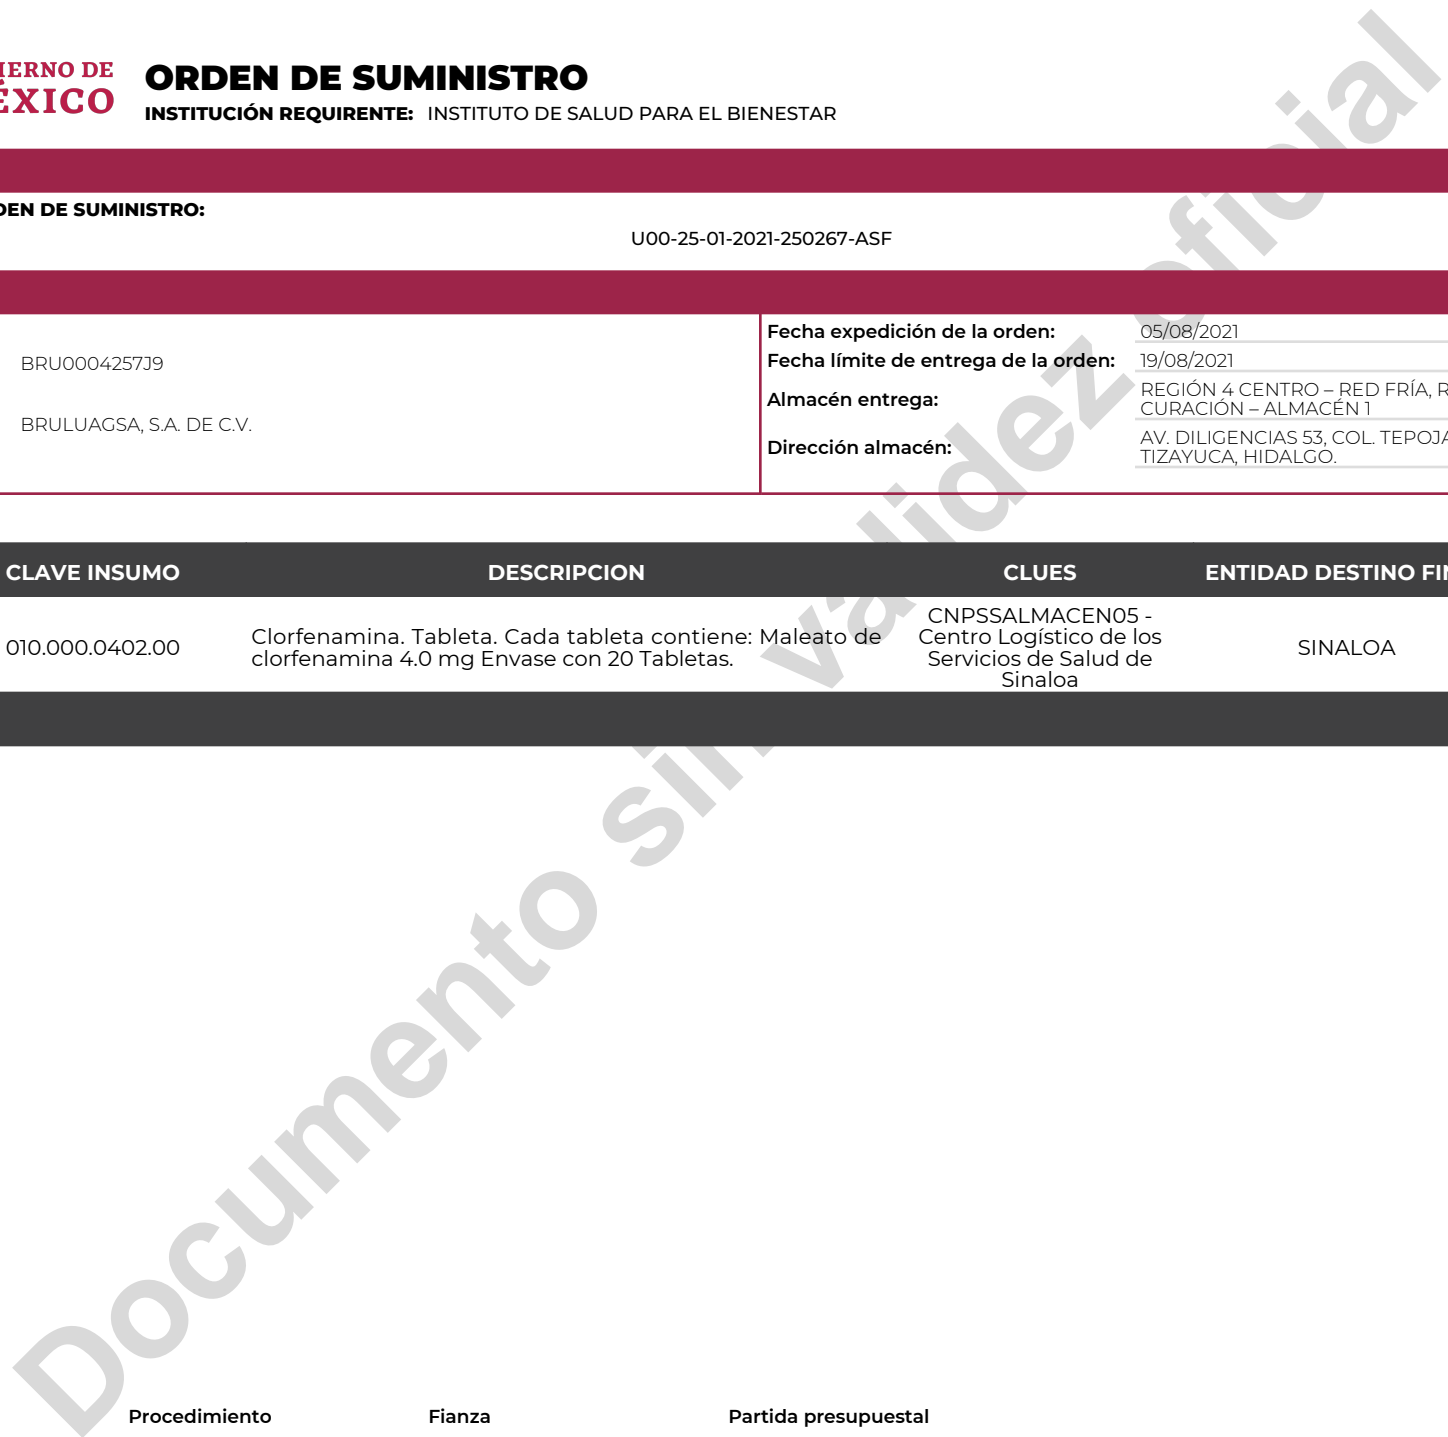 IERNO DE
ÉXICO
ORDEN DE SUMINISTRO
INSTITUCIÓN REQUIRENTE: INSTITUTO DE SALUD PARA EL BIENESTAR
DEN DE SUMINISTRO:
U00-25-01-2021-250267-ASF
BRU0004257J9
BRULUAGSA, S.A. DE C.V.
Fecha expedición de la orden: 05/08/2021
Fecha límite de entrega de la orden: 19/08/2021
Almacén entrega: REGIÓN 4 CENTRO – RED FRÍA, R
CURACIÓN – ALMACÉN 1
Dirección almacén: AV. DILIGENCIAS 53, COL. TEPOJA
TIZAYUCA, HIDALGO.
CLAVE INSUMO DESCRIPCION CLUES ENTIDAD DESTINO FIN
010.000.0402.00
Clorfenamina. Tableta. Cada tableta contiene: Maleato de
clorfenamina 4.0 mg Envase con 20 Tabletas.
CNPSSALMACEN05 -
Centro Logístico de los
Servicios de Salud de
Sinaloa
SINALOA
Documento sin validez oficial
Procedimiento Fianza Partida presupuestal